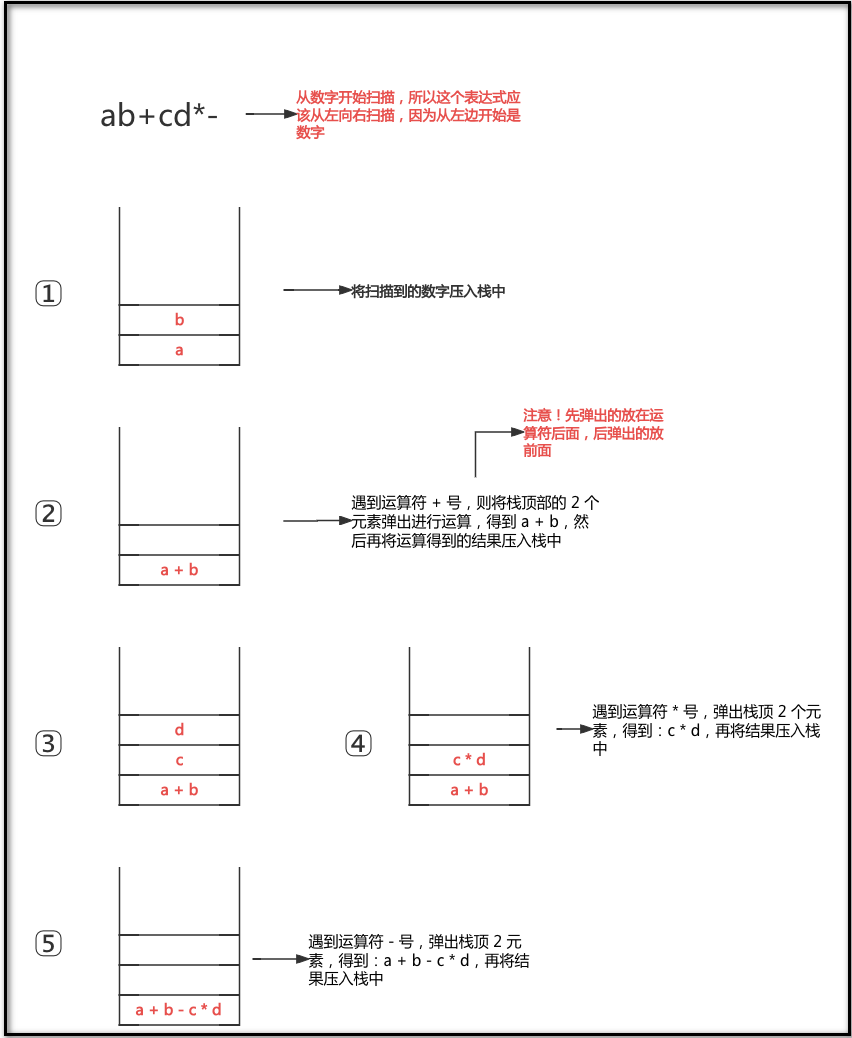 ab+cd*-
从数字开始扫描，所以这个表达式应
该从左向右扫描，因为从左边开始是
数字
1
b
a
将扫描到的数字压入栈中
注意！先弹出的放在运
算符后面，后弹出的放
前面
2
a + b
遇到运算符 + 号，则将栈顶部的 2 个
元素弹出进行运算，得到 a + b，然
后再将运算得到的结果压入栈中
3
d
c
a + b
4
c * d
a + b
遇到运算符 * 号，弹出栈顶 2 个元
素，得到：c * d，再将结果压入栈
中
5
a + b - c * d
遇到运算符 - 号，弹出栈顶 2 元
素，得到：a + b - c * d，再将结
果压入栈中